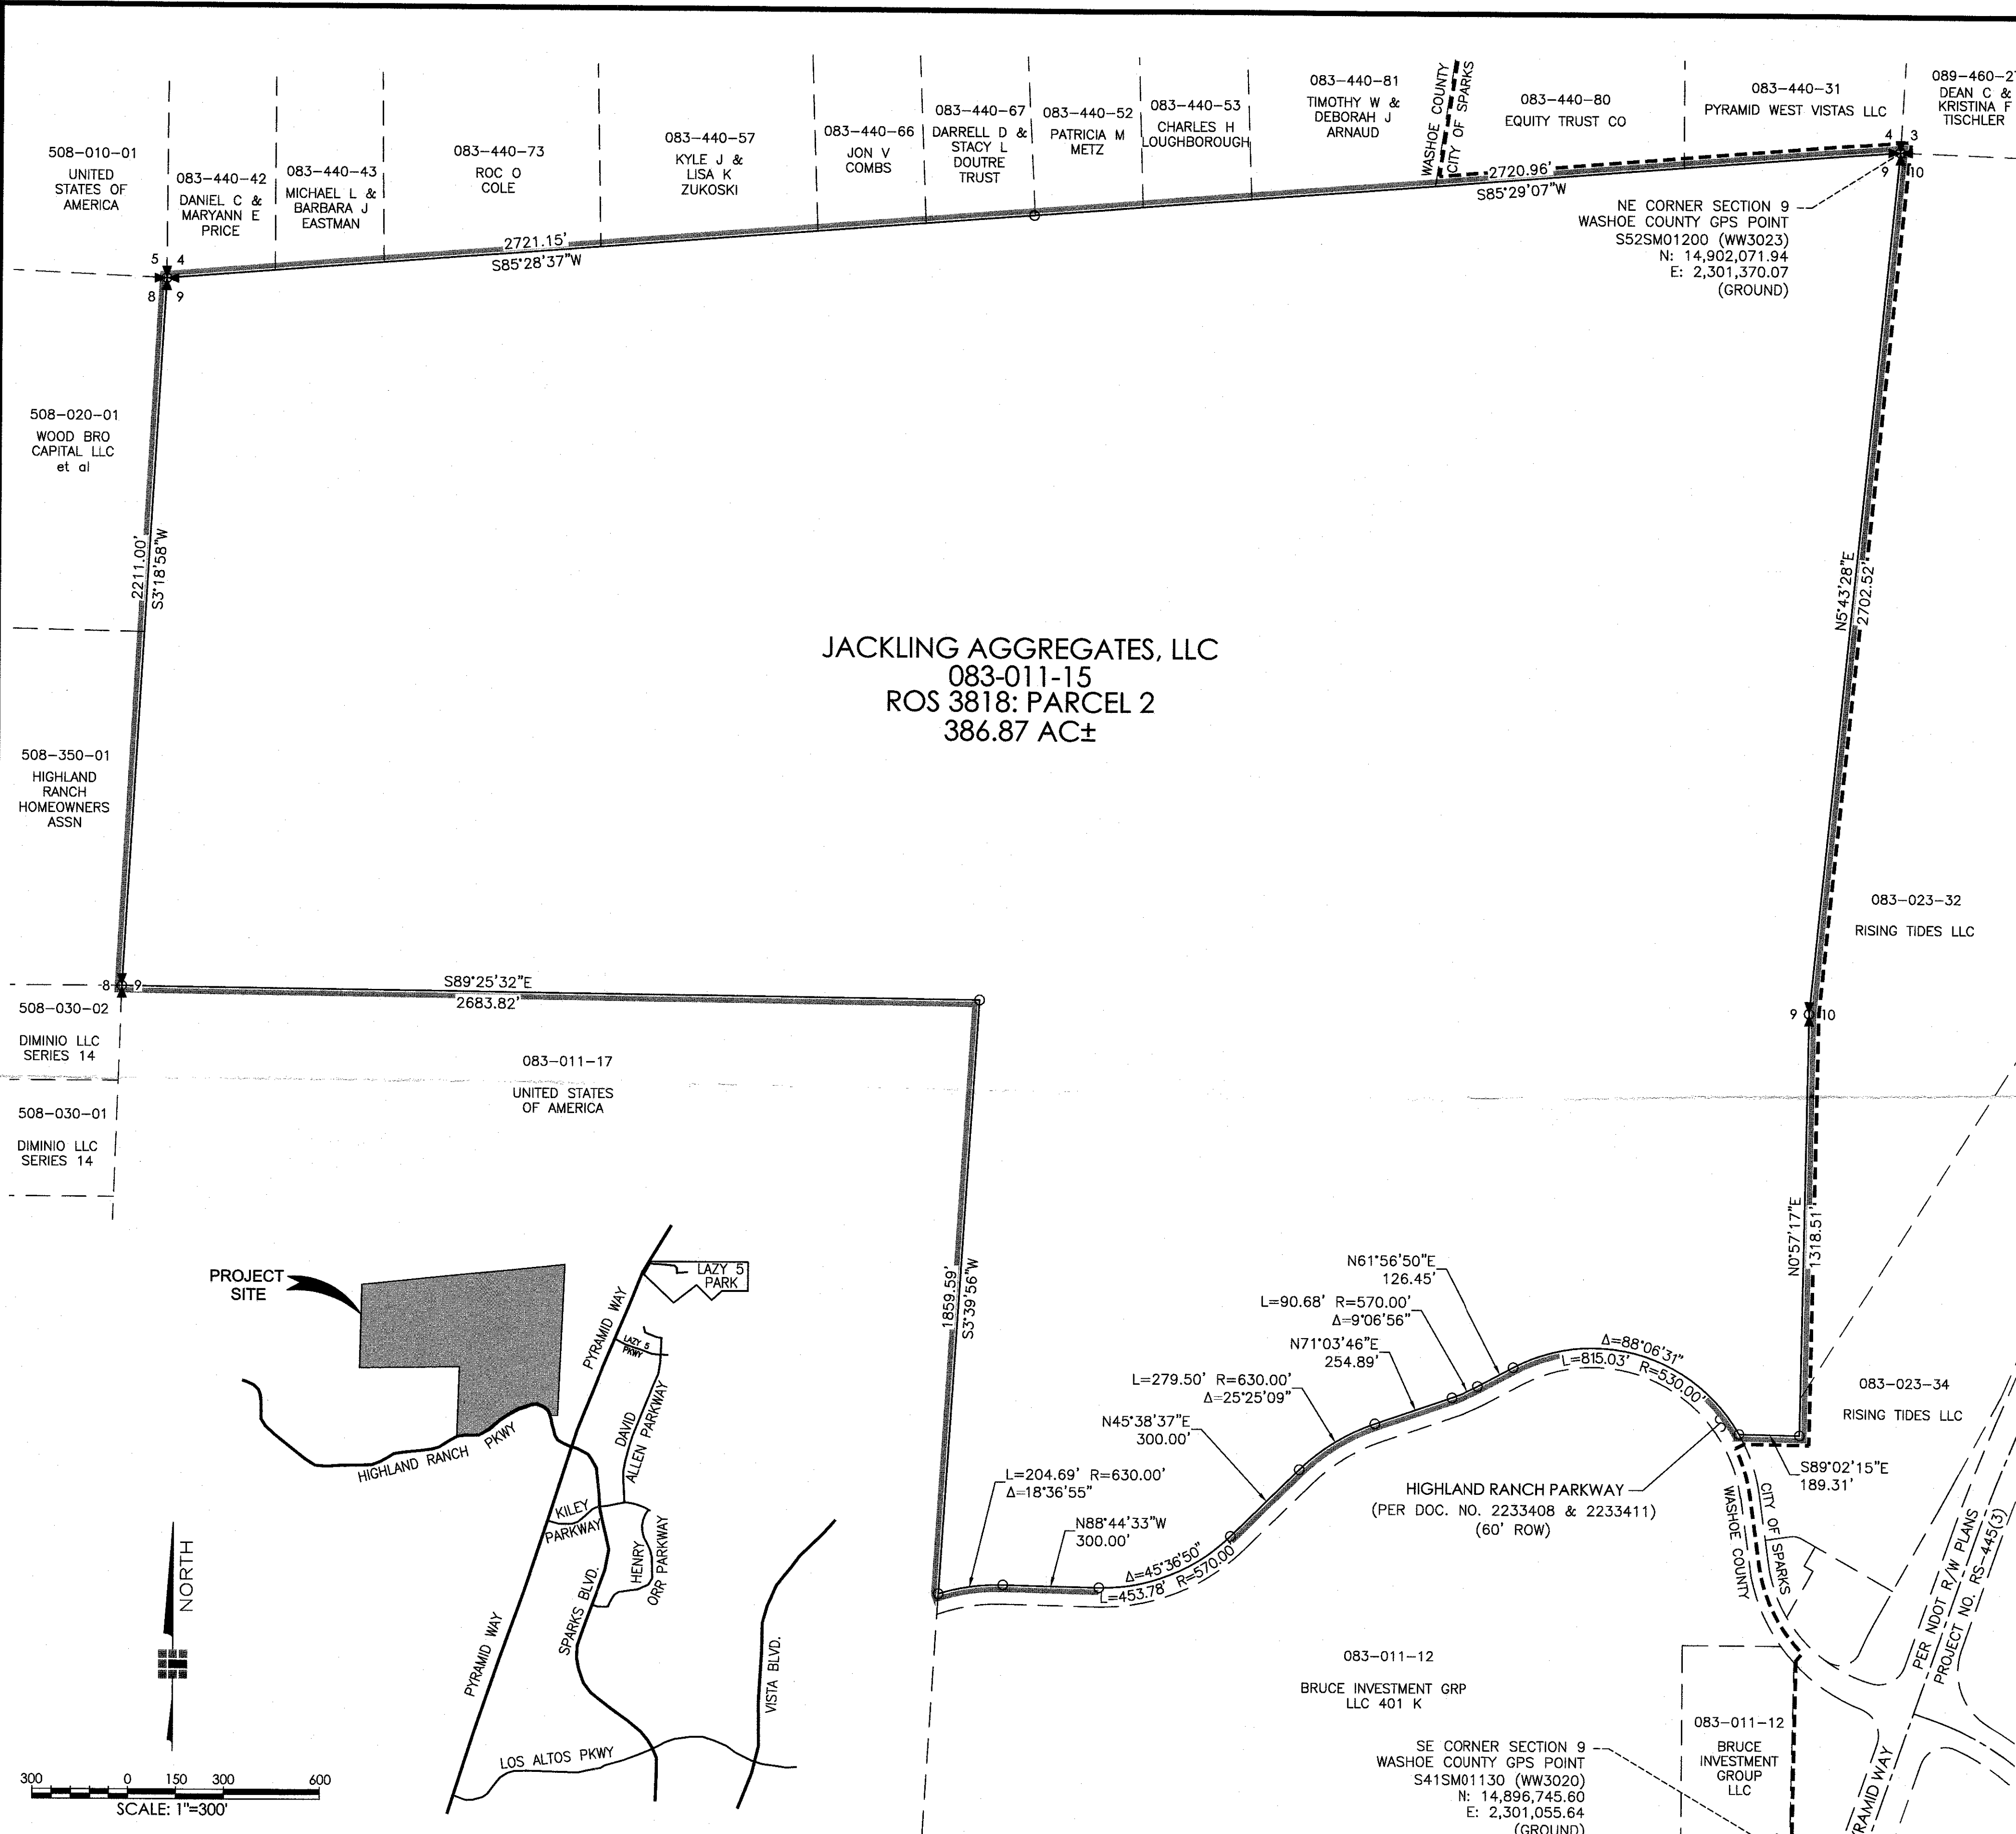 508-010-01
UNITED
STATES OF
AMERICA
083-440-42
DANIEL C &
MARYANN E
PRICE
083-440-43
MICHAEL L &
BARBARA J
EASTMAN
083-440-73
ROC O
COLE
083-440-57
KYLE J &
LISA K
ZUKOSKI
083-440-66
JON V
COMBS
083-440-67
DARRELL D &
STACY L
DOUTRE
TRUST
083-440-52
PATRICIA M
METZ
083-440-53
CHARLES H
LOUGHBOROUGH
083-440-81
TIMOTHY W &
DEBORAH J
ARNAUD
WASHOE COUNTY
CITY OF SPARKS
083-440-80
EQUITY TRUST CO
083-440-31
PYRAMID WEST VISTAS LLC
DEAN C &
KRISTINA F
TISCHLER
4 3
9 10
2720.96'
S85°29'07"W
NE CORNER SECTION 9
WASHOE COUNTY GPS POINT
S52SM01200 (WW3023)
N: 14,902,071.94
E: 2,301,370.07
(GROUND)
2721.15'
S85°28'37"W
5 4
8 9
508-020-01
WOOD BRO
CAPITAL LLC
et al
2211.00'
S3°18'58"W
N5°43'28"E
2702.52'
JACKLING AGGREGATES, LLC
083-011-15
ROS 3818: PARCEL 2
386.87 AC±
508-350-01
HIGHLAND
RANCH
HOMEOWNERS
ASSN
083-023-32
RISING TIDES LLC
8 9
S89°25'32"E
2683.82'
9 10
508-030-02
DIMINIO LLC
SERIES 14
083-011-17
UNITED STATES
OF AMERICA
508-030-01
DIMINIO LLC
SERIES 14
1859.59'
S3°39'56"W
N0°57'17"E
1318.51'
N61°56'50"E
126.45'
L=90.68' R=570.00'
Δ=9°06'56"
N71°03'46"E
254.89'
L=279.50' R=630.00'
Δ=25°25'09"
N45°38'37"E
300.00'
L=204.69' R=630.00'
Δ=18°36'55"
N88°44'33"W
300.00'
Δ=45°36'50"
L=453.78' R=570.00'
Δ=88°06'31"
L=815.03' R=530.00'
083-023-34
RISING TIDES LLC
S89°02'15"E
189.31'
HIGHLAND RANCH PARKWAY
(PER DOC. NO. 2233408 & 2233411)
(60' ROW)
CITY OF SPARKS
WASHOE COUNTY
PER NDOT R/W PLANS
PROJECT NO. RS-445(3)
083-011-12
BRUCE INVESTMENT GRP
LLC 401 K
083-011-12
BRUCE
INVESTMENT
GROUP
LLC
SE CORNER SECTION 9
WASHOE COUNTY GPS POINT
S41SM01130 (WW3020)
N: 14,896,745.60
E: 2,301,055.64
(GROUND)
PROJECT
SITE
LAZY 5
PARK
PYRAMID WAY
LAZY 5
PKWY
DAVID
ALLEN PARKWAY
HIGHLAND RANCH PKWY
KILEY
PARKWAY
HENRY
ORR PARKWAY
SPARKS BLVD.
PYRAMID WAY
VISTA BLVD.
LOS ALTOS PKWY
NORTH
300 0 150 300 600
SCALE: 1"=300'